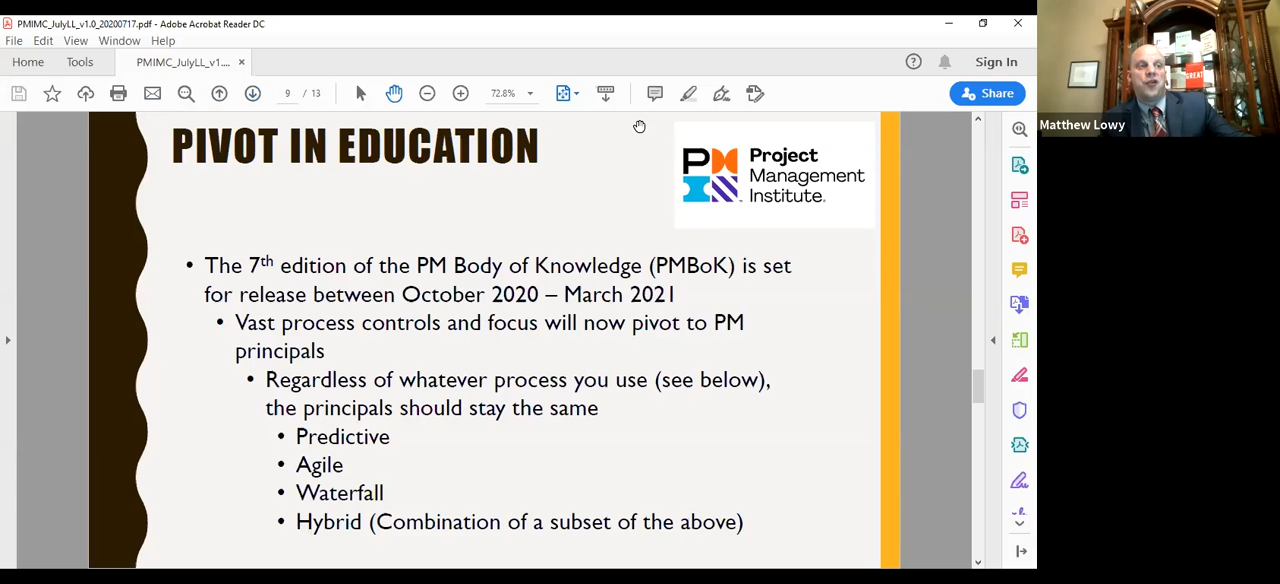 PMIMC_JulyLL_v1.0_20200717.pdf - Adobe Acrobat Reader DC
File Edit View Window Help
Home Tools PMIMC_JulyLL_v1.... × Sign In
9 / 13 72.8% Share
PIVOT IN EDUCATION
Project
Management
Institute.
• The 7th edition of the PM Body of Knowledge (PMBoK) is set
for release between October 2020 – March 2021
• Vast process controls and focus will now pivot to PM
principals
• Regardless of whatever process you use (see below),
the principals should stay the same
• Predictive
• Agile
• Waterfall
• Hybrid (Combination of a subset of the above)
GREAT
Matthew Lowy